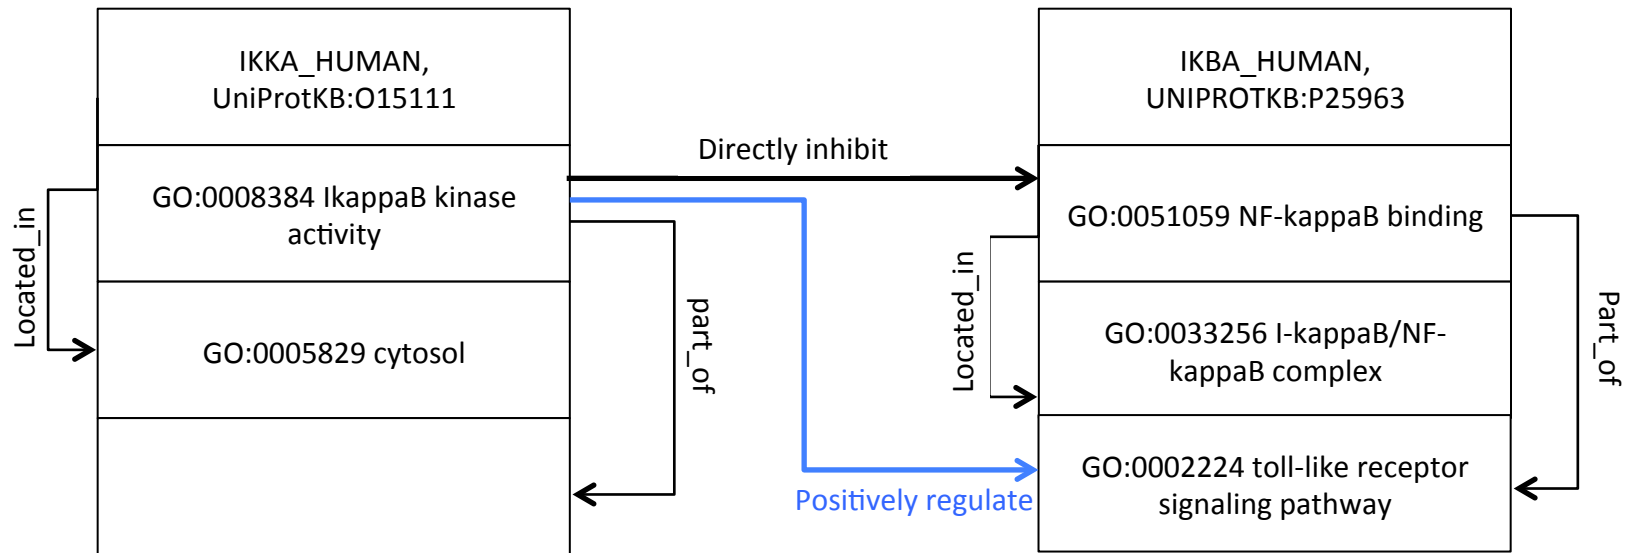 IKKA_HUMAN,
UniProtKB:O15111
GO:0008384 IkappaB kinase
activity
GO:0005829 cytosol
Located_in
part_of
Directly inhibit
Positively regulate
IKBA_HUMAN,
UNIPROTKB:P25963
GO:0051059 NF-kappaB binding
GO:0033256 I-kappaB/NF-
kappaB complex
GO:0002224 toll-like receptor
signaling pathway
Located_in
Part_of